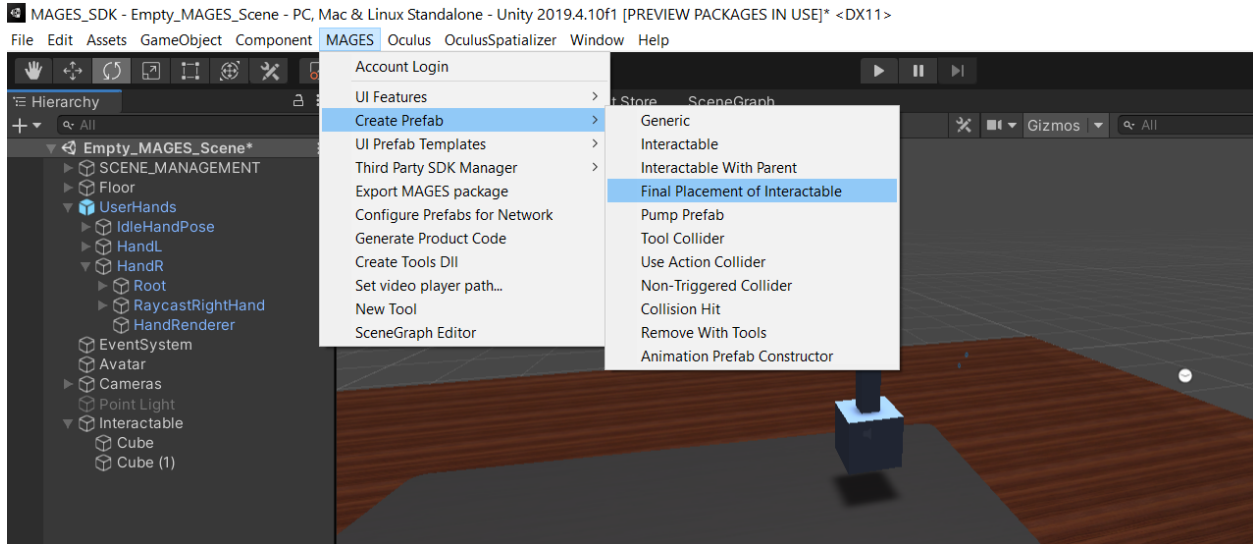 MAGES_SDK - Empty_MAGES_Scene - PC, Mac & Linux Standalone - Unity 2019.4.10f1 [PREVIEW PACKAGES IN USE]* <DX11>
File Edit Assets GameObject Component MAGES Oculus OculusSpatializer Window Help
Account Login
UI Features
Create Prefab
UI Prefab Templates
Third Party SDK Manager
Export MAGES package
Configure Prefabs for Network
Generate Product Code
Create Tools Dll
Set video player path...
New Tool
SceneGraph Editor
Generic
Interactable
Interactable With Parent
Final Placement of Interactable
Pump Prefab
Tool Collider
Use Action Collider
Non-Triggered Collider
Collision Hit
Remove With Tools
Animation Prefab Constructor
Hierarchy
All
Empty_MAGES_Scene*
SCENE_MANAGEMENT
Floor
UserHands
IdleHandPose
HandL
HandR
Root
RaycastRightHand
HandRenderer
EventSystem
Avatar
Cameras
Point Light
Interactable
Cube
Cube (1)
Store SceneGraph
Gizmos All